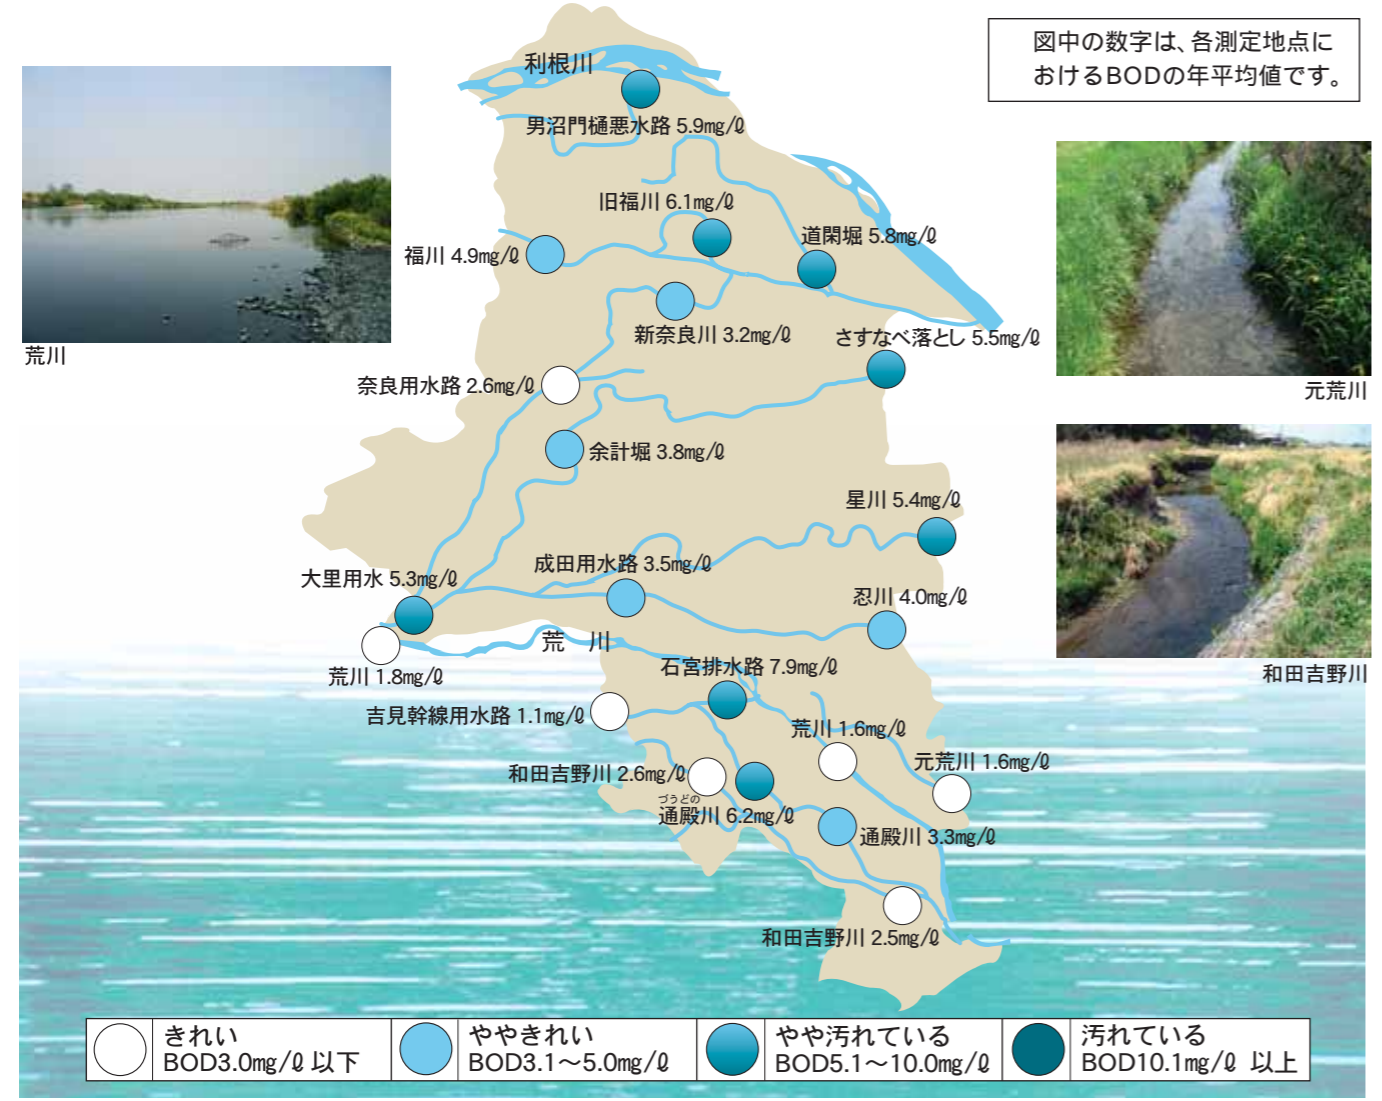 図中の数字は、各測定地点に
おけるBODの年平均値です。
利根川
男沼門樋悪水路 5.9mg/ℓ
旧福川 6.1mg/ℓ
道閑堀 5.8mg/ℓ
福川 4.9mg/ℓ
新奈良川 3.2mg/ℓ
さすなべ落とし 5.5mg/ℓ
荒川
元荒川
奈良用水路 2.6mg/ℓ
余計堀 3.8mg/ℓ
星川 5.4mg/ℓ
成田用水路 3.5mg/ℓ
大里用水 5.3mg/ℓ
忍川 4.0mg/ℓ
荒 川
石宮排水路 7.9mg/ℓ
和田吉野川
荒川 1.8mg/ℓ
吉見幹線用水路 1.1mg/ℓ
荒川 1.6mg/ℓ
元荒川 1.6mg/ℓ
和田吉野川 2.6mg/ℓ
づうどの
通殿川 6.2mg/ℓ
通殿川 3.3mg/ℓ
和田吉野川 2.5mg/ℓ
きれい
BOD3.0mg/ℓ 以下
ややきれい
BOD3.1～5.0mg/ℓ
やや汚れている
BOD5.1～10.0mg/ℓ
汚れている
BOD10.1mg/ℓ 以上